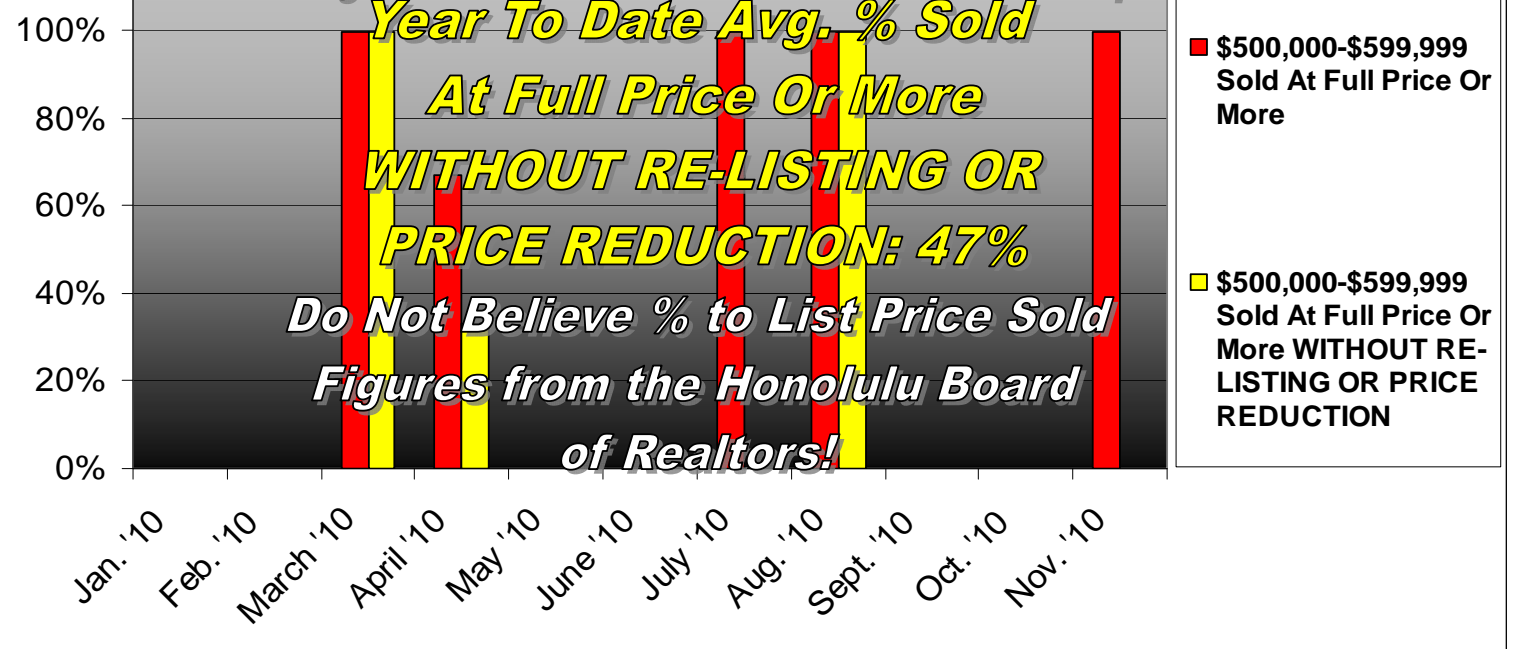 Year To Date Avg. % Sold
At Full Price Or More
WITHOUT RE-LISTING OR
PRICE REDUCTION: 47%
Do Not Believe % to List Price Sold
Figures from the Honolulu Board
of Realtors!
100%
80%
60%
40%
20%
0%
Jan. '10
Feb. '10
March '10
April '10
May '10
June '10
July '10
Aug. '10
Sept. '10
Oct. '10
Nov. '10
$500,000-$599,999
Sold At Full Price Or
More
$500,000-$599,999
Sold At Full Price Or
More WITHOUT RE-
LISTING OR PRICE
REDUCTION